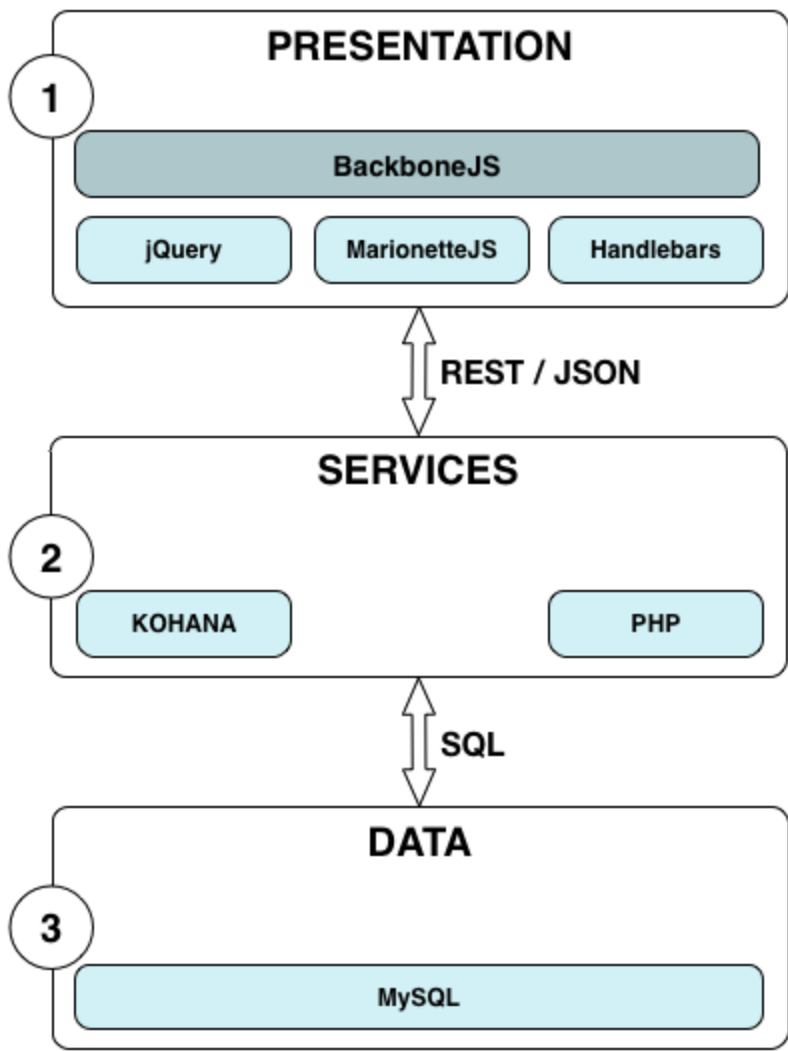 PRESENTATION
1
BackboneJS
jQuery
MarionetteJS
Handlebars
REST / JSON
SERVICES
2
KOHANA
PHP
SQL
DATA
3
MySQL